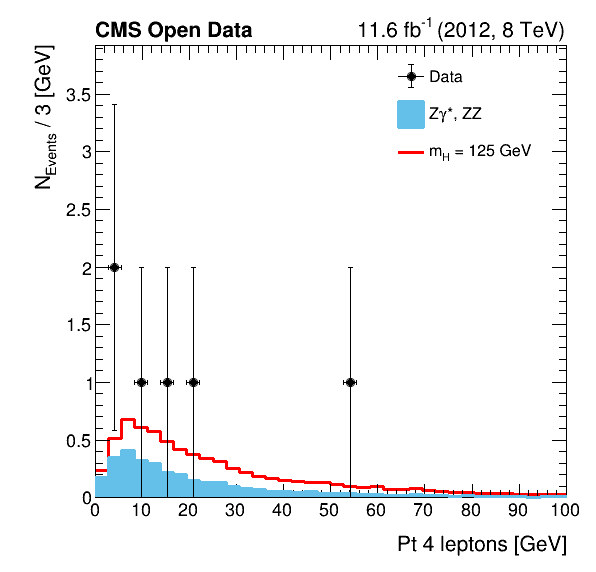 CMS Open Data
11.6 fb⁻¹ (2012, 8 TeV)
N_Events / 3 [GeV]
Data
Zγ*, ZZ
m_H = 125 GeV
3.5
3
2.5
2
1.5
1
0.5
0
0 10 20 30 40 50 60 70 80 90 100
Pt 4 leptons [GeV]